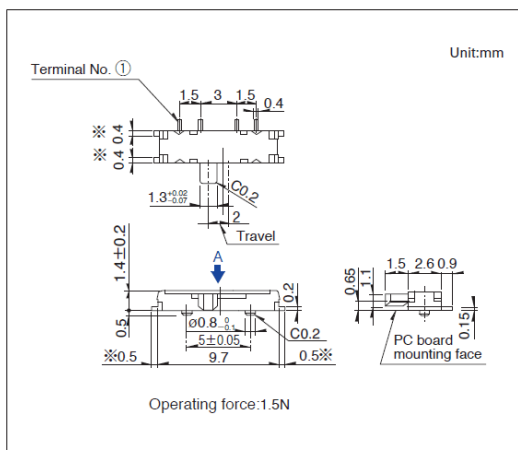 Unit:mm
Terminal No. ①
1.5 3 1.5
0.4
※ 0.4
※ 0.4
C0.2
1.3 +0.02 -0.07
2
Travel
A
1.4±0.2
0.5
0.2
ø0.8 0 -0.1
C0.2
5±0.05
※0.5 9.7 0.5※
1.5 2.6 0.9
1.1
0.65
0.15
PC board
mounting face
Operating force:1.5N